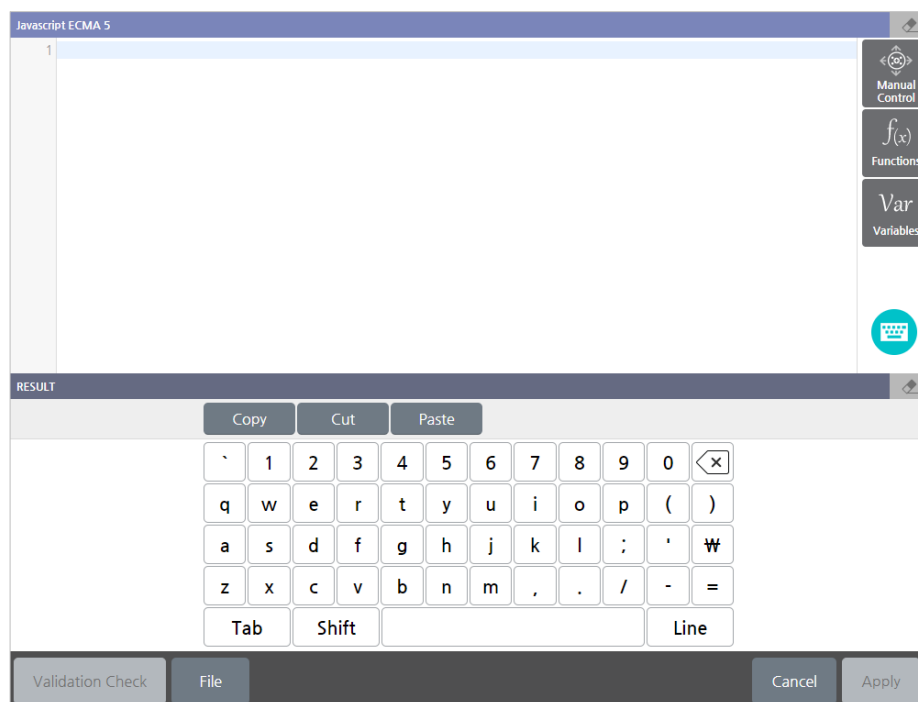 Javascript ECMA 5
1
Manual
Control
f(x)
Functions
Var
Variables
RESULT
Copy Cut Paste
` 1 2 3 4 5 6 7 8 9 0
q w e r t y u i o p ( )
a s d f g h j k l ; ' ₩
z x c v b n m , . / - =
Tab Shift Line
Validation Check File Cancel Apply